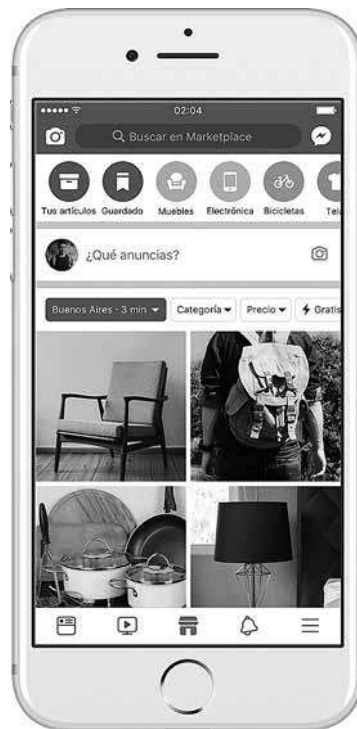 02:04
Buscar en Marketplace
Tus artículos Guardado Muebles Electrónica Bicicletas Tela
¿Qué anuncias?
Buenos Aires · 3 min Categoría Precio Gratis